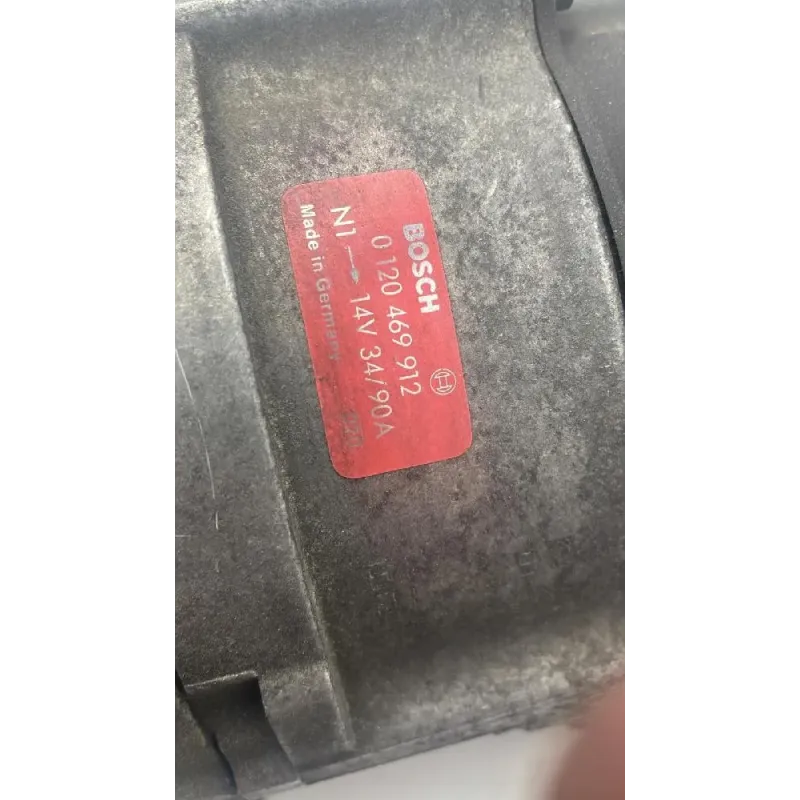 BOSCH
0 120 469 912
N1 → 14V 34/90A
Made in Germany